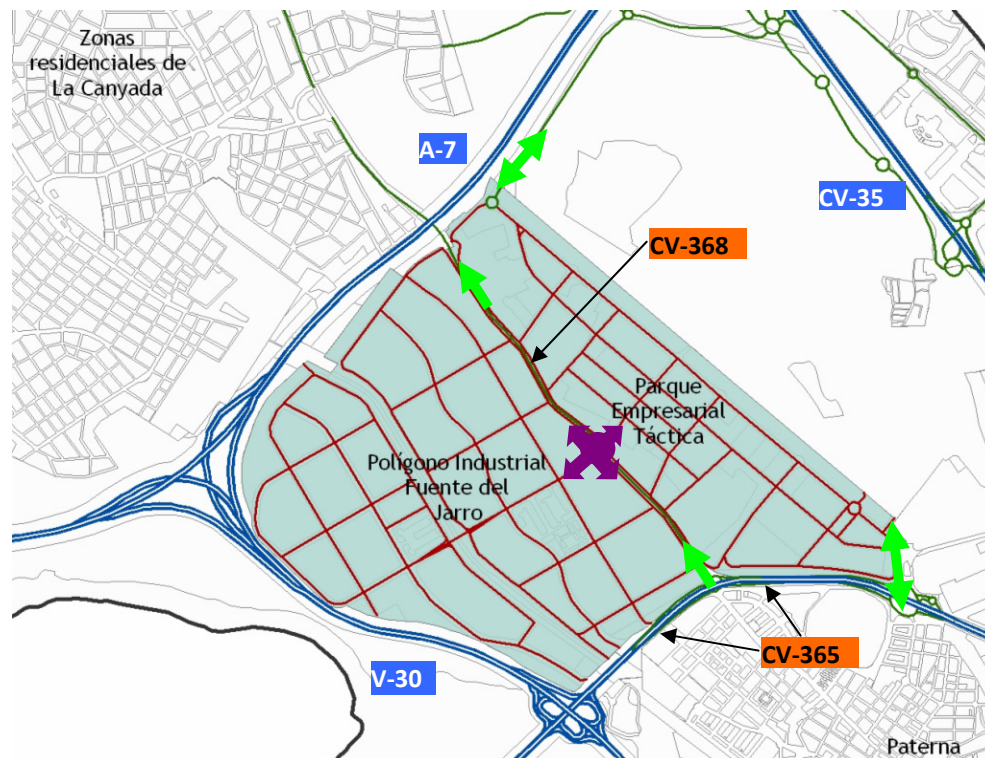 Zonas
residenciales de
La Canyada
A-7
CV-35
CV-368
Parque
Empresarial
Táctica
Polígono Industrial
Fuente del
Jarro
CV-365
V-30
Paterna